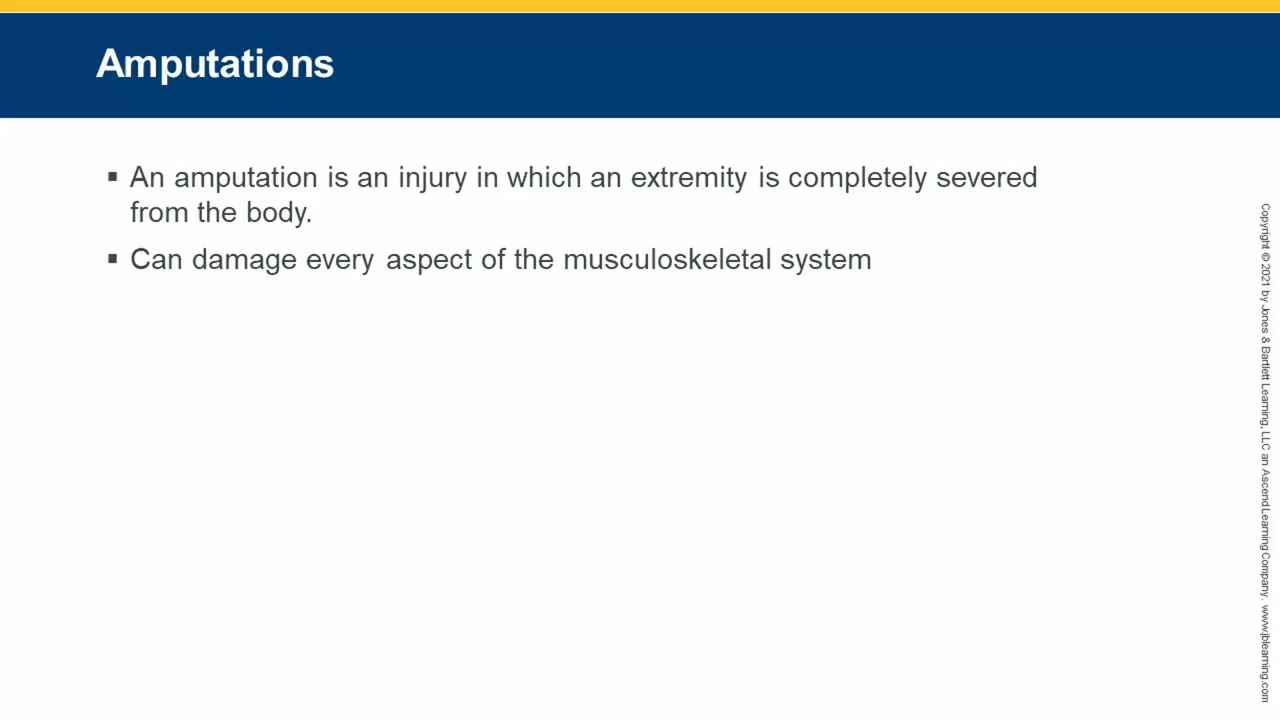 Amputations
▪ An amputation is an injury in which an extremity is completely severed
from the body.
▪ Can damage every aspect of the musculoskeletal system
Copyright © 2021 by Jones & Bartlett Learning, LLC an Ascend Learning Company. www.jblearning.com